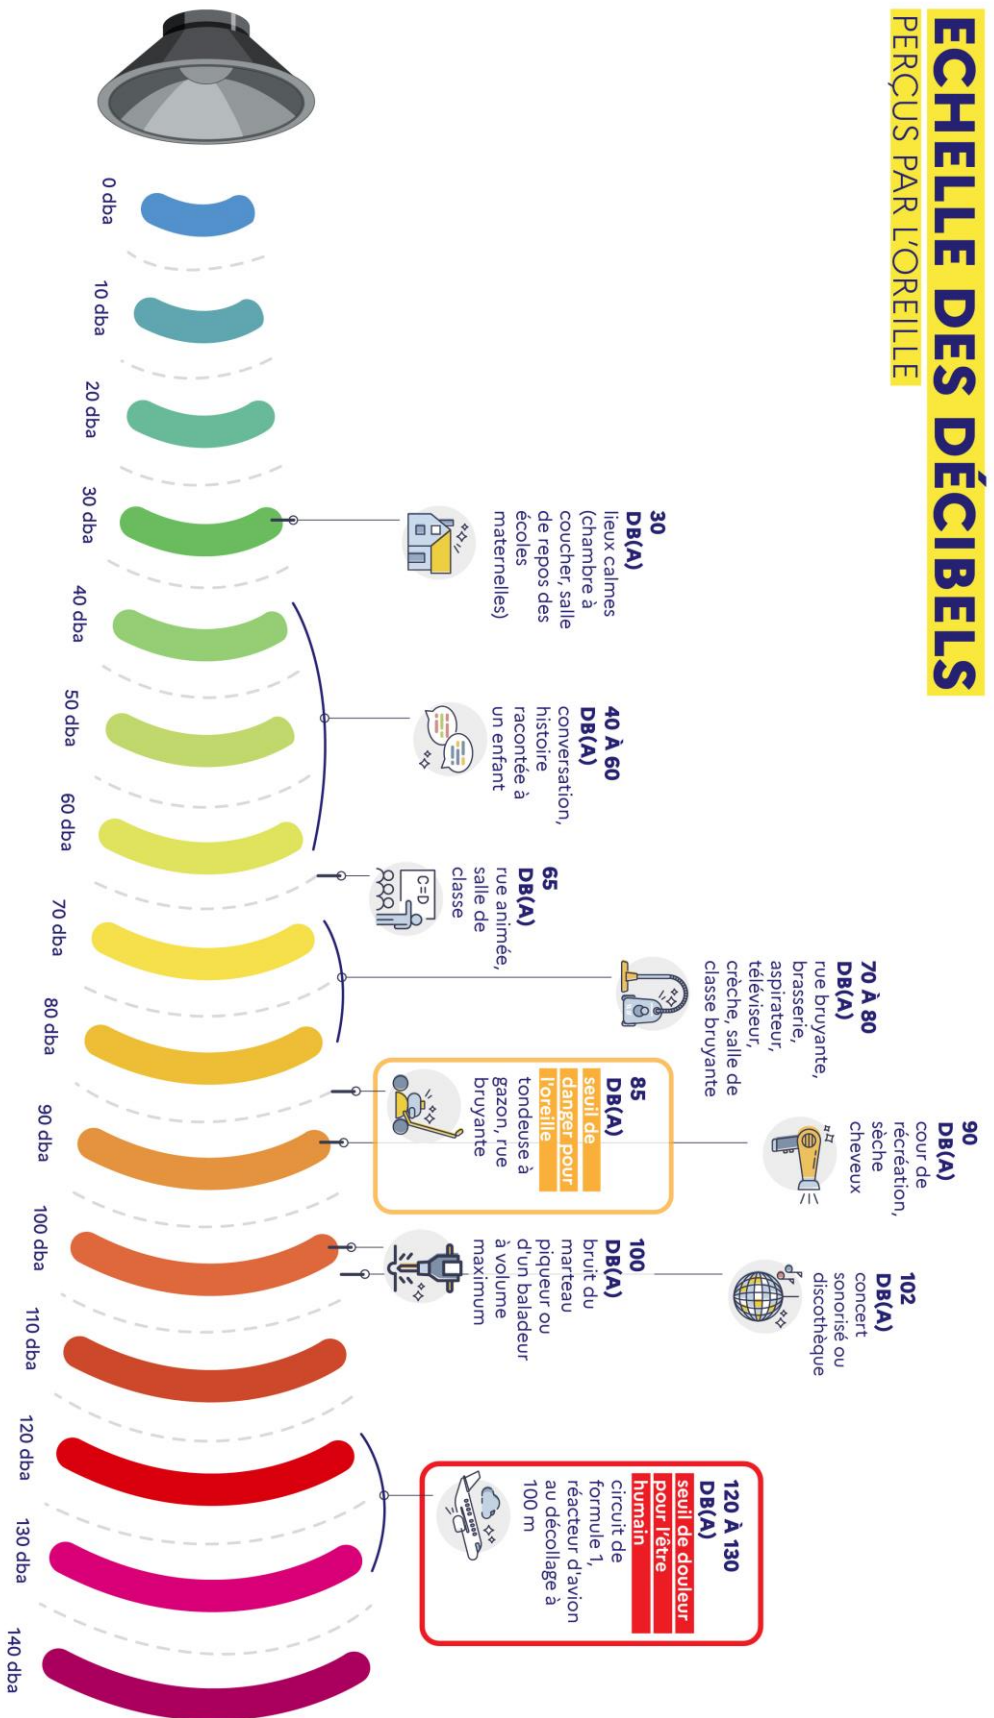 ECHELLE DES DÉCIBELS
PERÇUS PAR L'OREILLE
30
DB(A)
lieux calmes
(chambre à
coucher, salle
de repos des
écoles
maternelles)
40 À 60
DB(A)
conversation,
histoire
racontée à
un enfant
65
DB(A)
rue animée,
salle de
classe
C=D
70 À 80
DB(A)
rue bruyante,
brasserie,
aspirateur,
téléviseur,
crèche, salle de
classe bruyante
85
DB(A)
seuil de
danger pour
l'oreille
tondeuse à
gazon, rue
bruyante
90
DB(A)
cour de
récréation,
sèche
cheveux
100
DB(A)
bruit du
marteau
piqueur ou
d'un baladeur
à volume
maximum
102
DB(A)
concert
sonorisé ou
discothèque
120 À 130
DB(A)
seuil de douleur
pour l'être
humain
circuit de
formule 1,
réacteur d'avion
au décollage à
100 m
0 dba
10 dba
20 dba
30 dba
40 dba
50 dba
60 dba
70 dba
80 dba
90 dba
100 dba
110 dba
120 dba
130 dba
140 dba